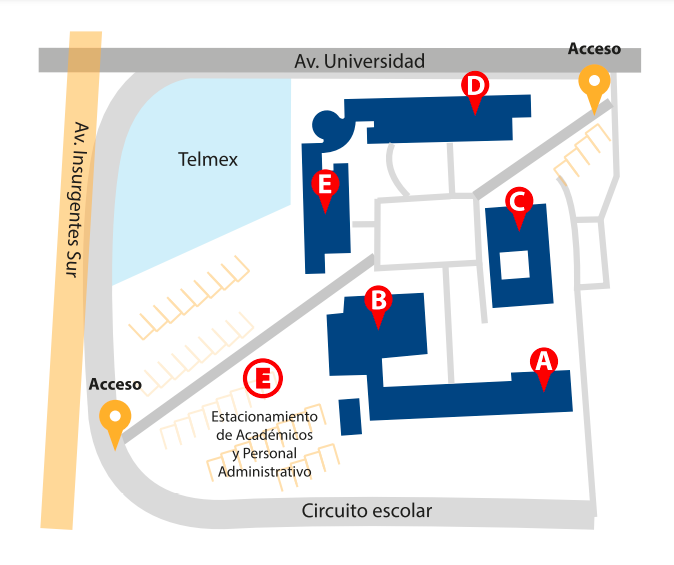 Acceso
Av. Universidad
D
Av. Insurgentes Sur
Telmex
E
C
B
A
Acceso
E
Estacionamiento
de Académicos
y Personal
Administrativo
Circuito escolar